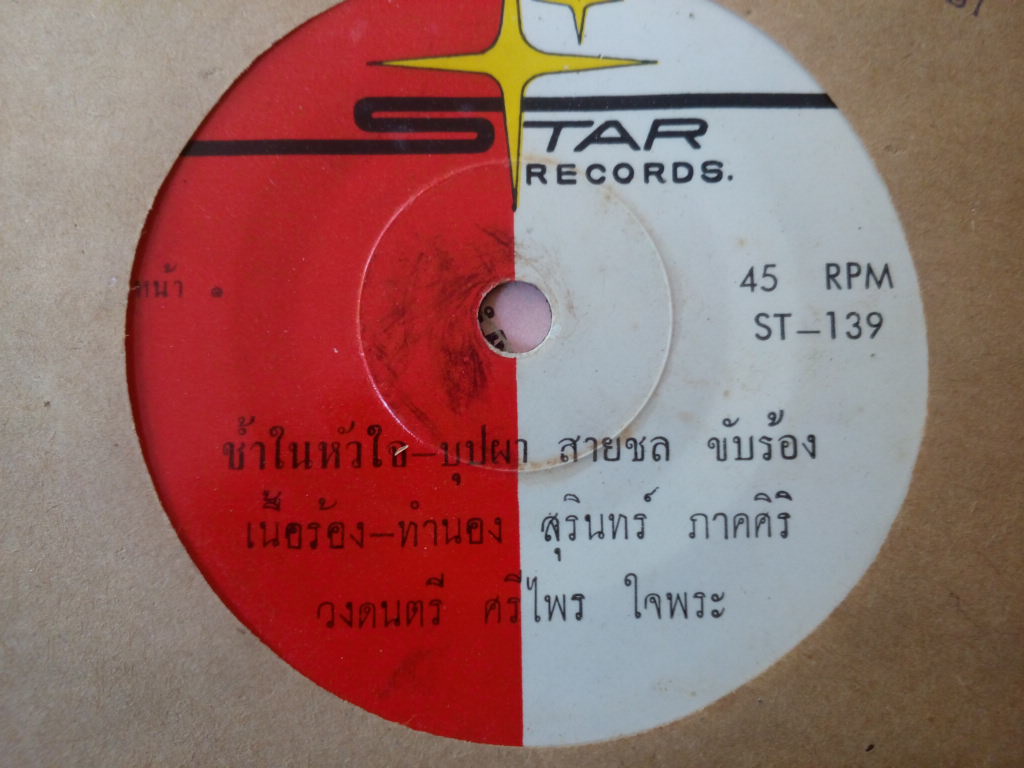 STAR
RECORDS.
หน้า ๑
45 RPM
ST–139
ช้ำในหัวใจ–บุปผา สายชล ขับร้อง
เนื้อร้อง–ทำนอง สุรินทร์ ภาคศิริ
วงดนตรี ศรีไพร ใจพระ